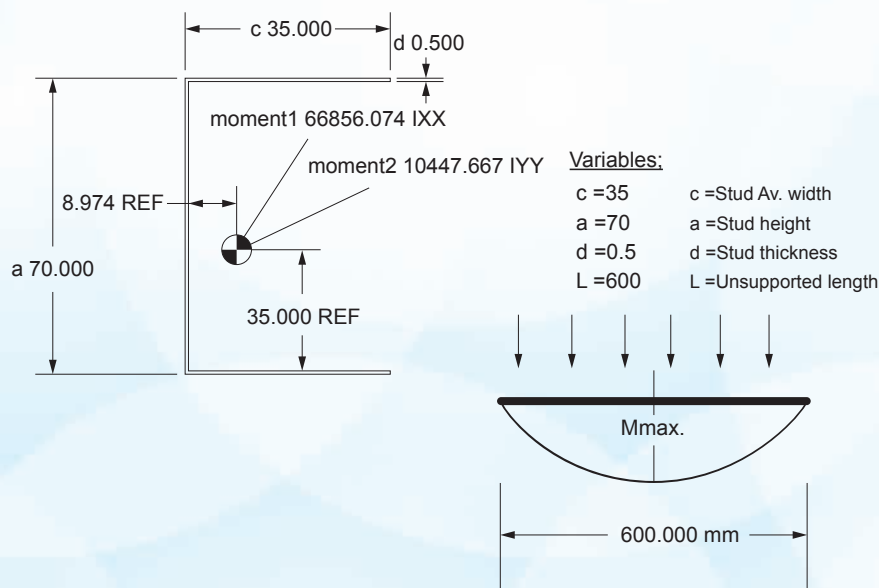 c 35.000
d 0.500
moment1 66856.074 IXX
moment2 10447.667 IYY
8.974 REF
a 70.000
35.000 REF
Variables;
c =35 c =Stud Av. width
a =70 a =Stud height
d =0.5 d =Stud thickness
L =600 L =Unsupported length
Mmax.
600.000 mm